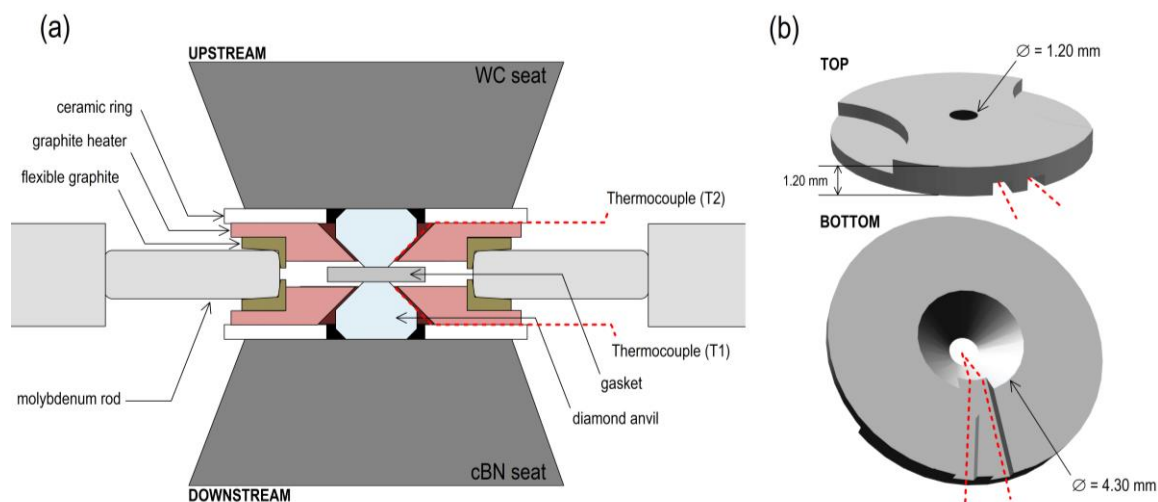 (a)
UPSTREAM
WC seat
ceramic ring
graphite heater
flexible graphite
Thermocouple (T2)
Thermocouple (T1)
gasket
molybdenum rod
diamond anvil
cBN seat
DOWNSTREAM
(b)
∅ = 1.20 mm
TOP
1.20 mm
BOTTOM
∅ = 4.30 mm